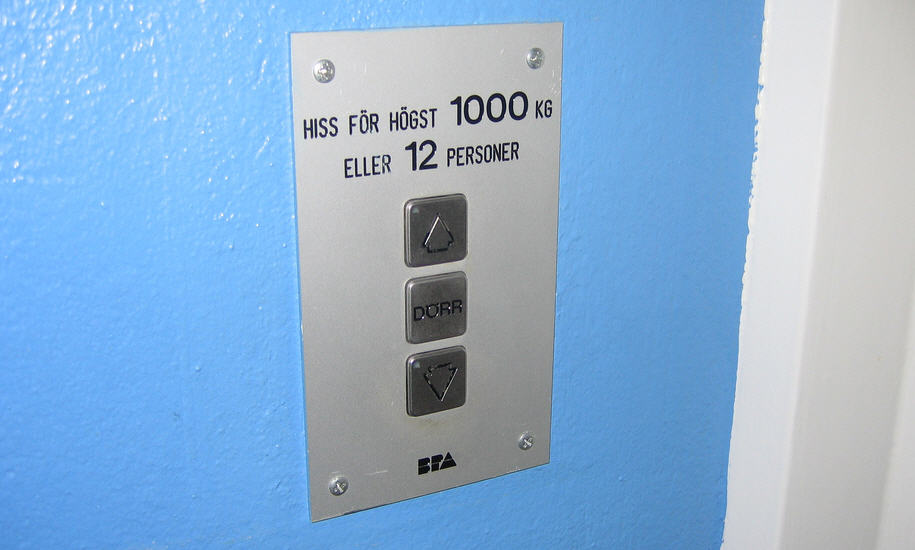 HISS FÖR HÖGST 1000 KG
ELLER 12 PERSONER
DÖRR
BPA